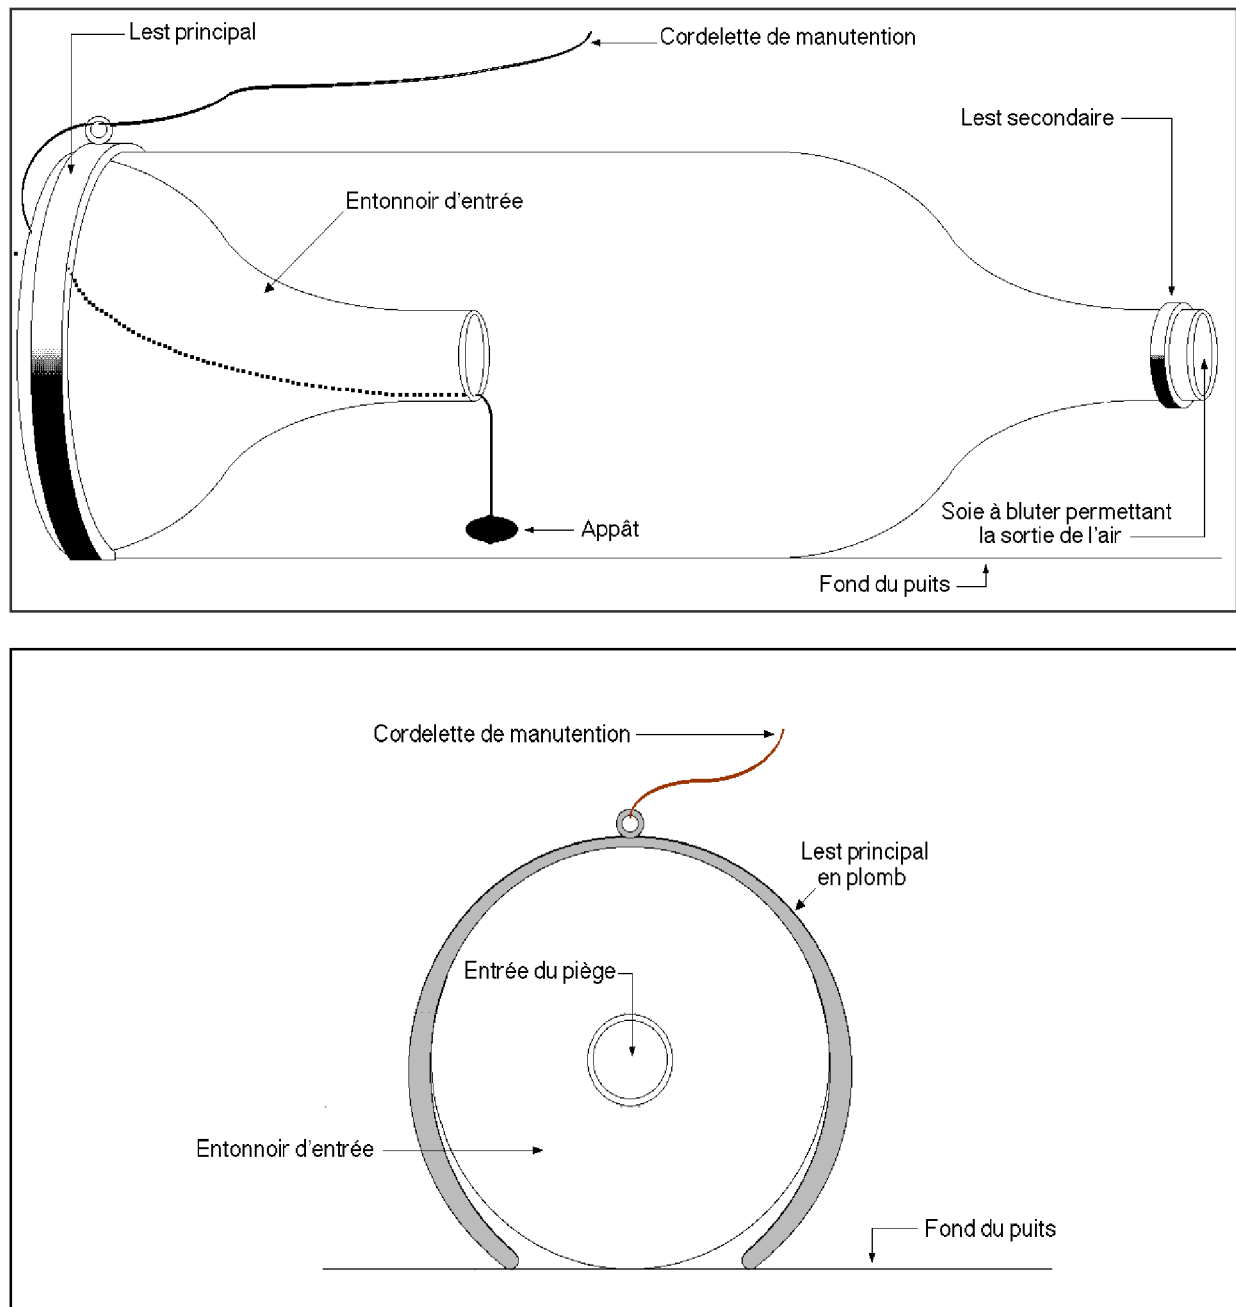 Lest principal
Cordelette de manutention
Lest secondaire
Entonnoir d'entrée
Appât
Soie à bluter permettant
la sortie de l'air
Fond du puits
Cordelette de manutention
Lest principal
en plomb
Entrée du piège
Entonnoir d'entrée
Fond du puits